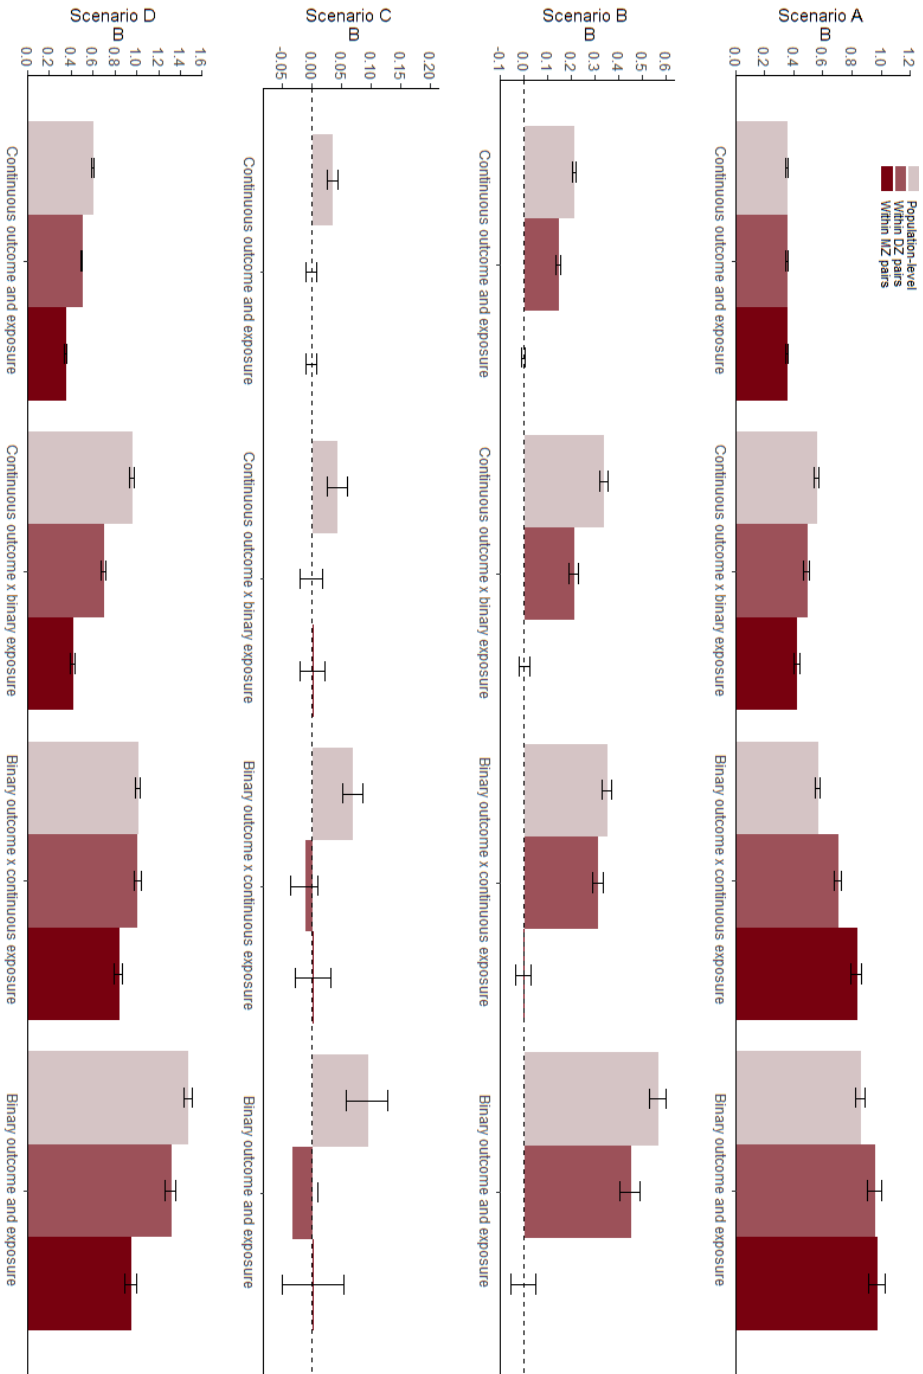 Population-level
Within DZ pairs
Within MZ pairs
Scenario A
B
0.0 0.2 0.4 0.6 0.8 1.0 1.2
Continuous outcome and exposure
Continuous outcome x binary exposure
Binary outcome x continuous exposure
Binary outcome and exposure
Scenario B
B
-0.1 0.0 0.1 0.2 0.3 0.4 0.5 0.6
Continuous outcome and exposure
Continuous outcome x binary exposure
Binary outcome x continuous exposure
Binary outcome and exposure
Scenario C
B
-0.05 0.00 0.05 0.10 0.15 0.20
Continuous outcome and exposure
Continuous outcome x binary exposure
Binary outcome x continuous exposure
Binary outcome and exposure
Scenario D
B
0.0 0.2 0.4 0.6 0.8 1.0 1.2 1.4 1.6
Continuous outcome and exposure
Continuous outcome x binary exposure
Binary outcome x continuous exposure
Binary outcome and exposure